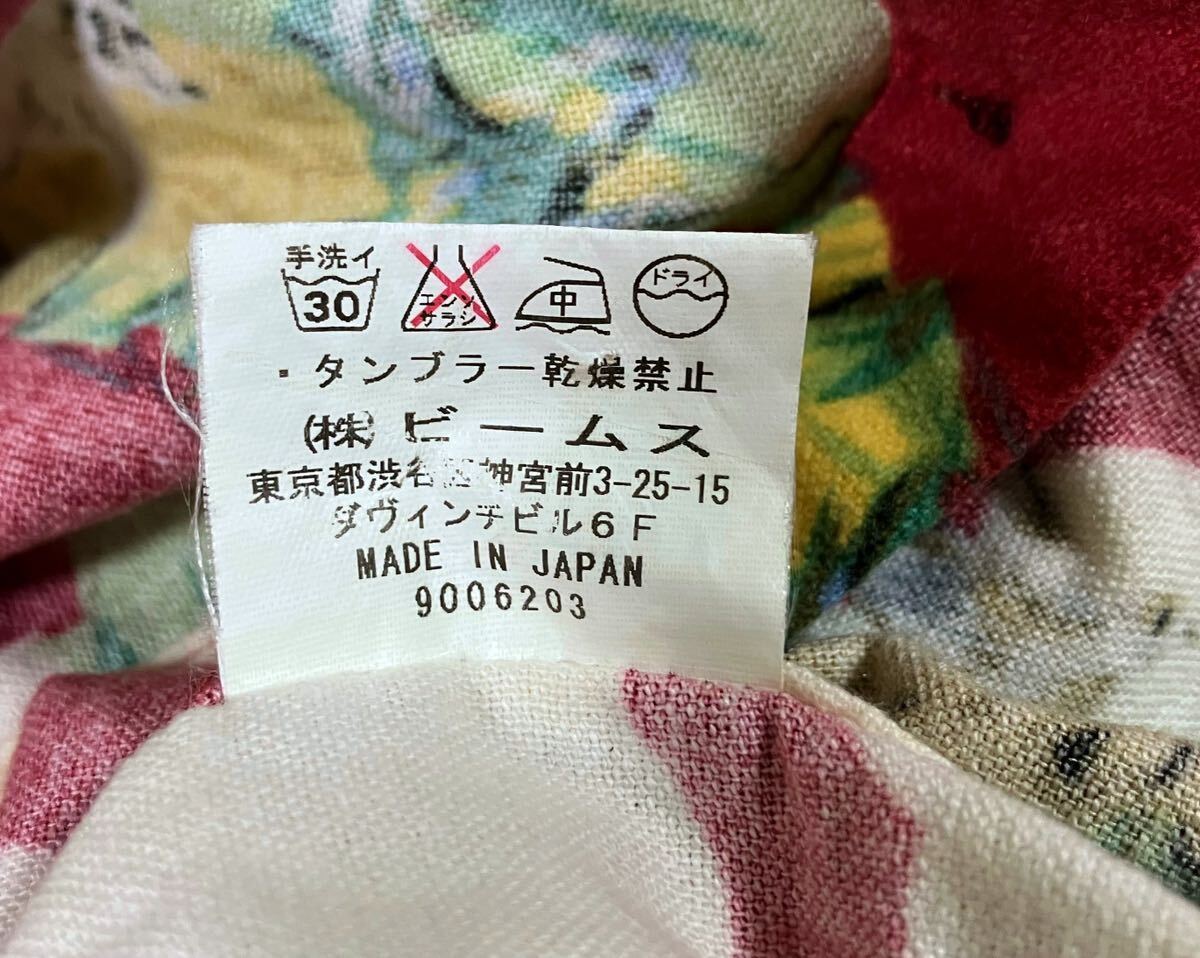 手洗イ
30
エンソ
サラシ
中
ドライ
・タンブラー乾燥禁止
(株)ビームス
東京都渋谷区神宮前3-25-15
ダヴィンチビル6F
MADE IN JAPAN
9006203